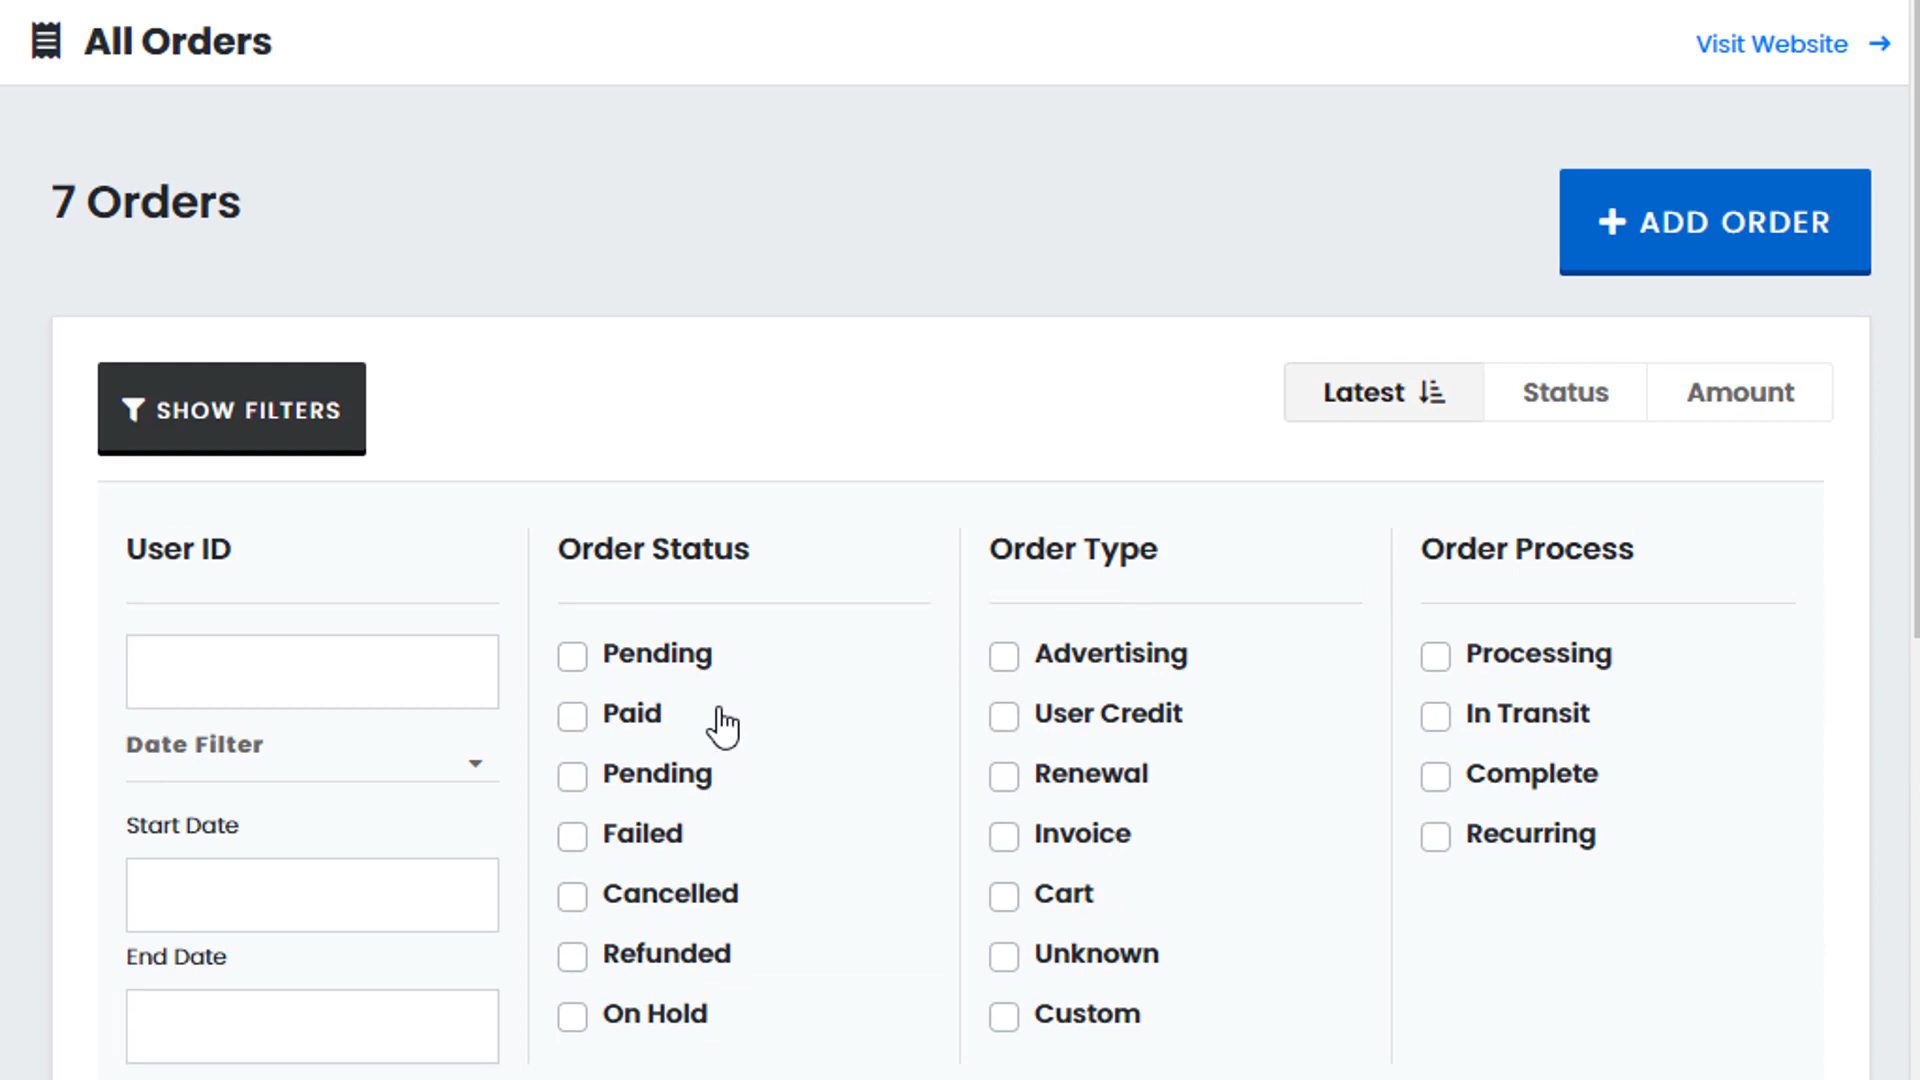 All Orders
Visit Website
7 Orders
ADD ORDER
SHOW FILTERS
Latest
Status
Amount
User ID
Date Filter
Start Date
End Date
Order Status
Pending
Paid
Pending
Failed
Cancelled
Refunded
On Hold
Order Type
Advertising
User Credit
Renewal
Invoice
Cart
Unknown
Custom
Order Process
Processing
In Transit
Complete
Recurring